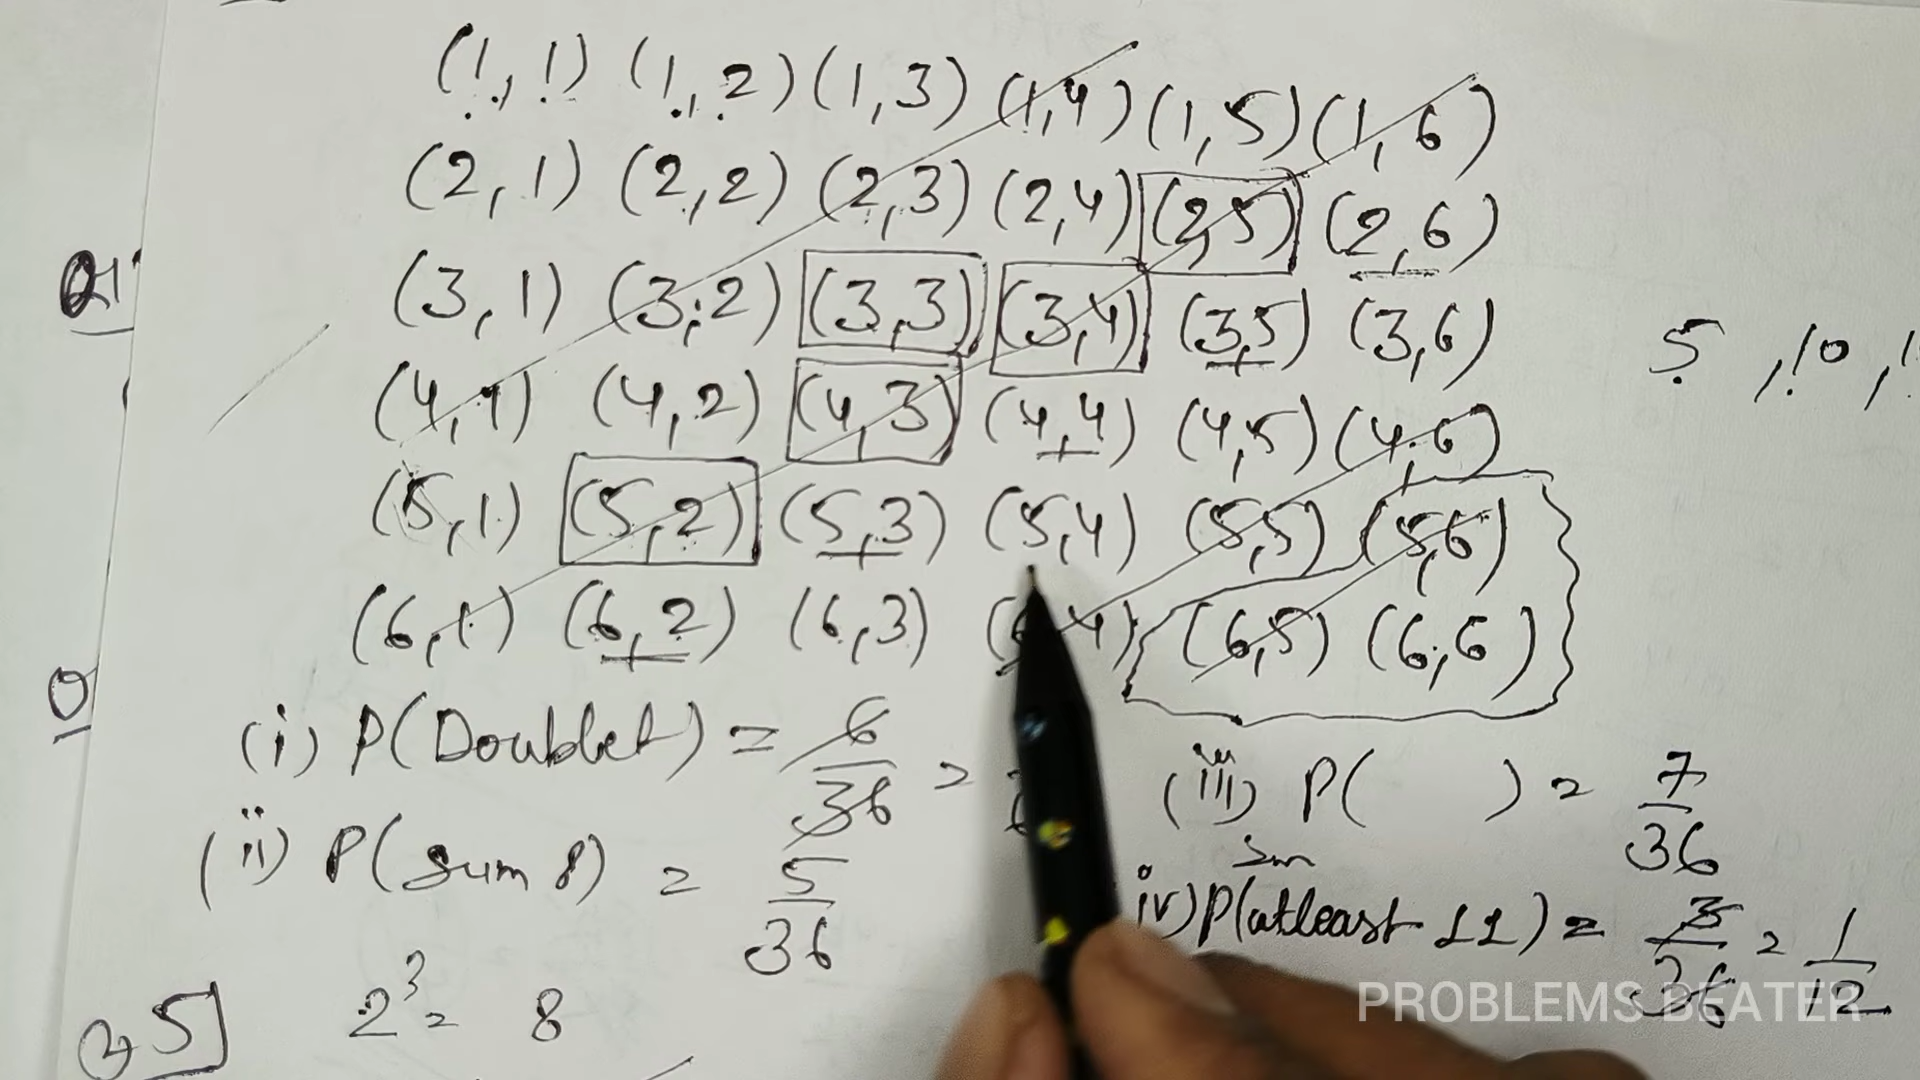 (1,1) (1,2) (1,3) (1,4) (1,5) (1,6)
(2,1) (2,2) (2,3) (2,4) (2,5) (2,6)
(3,1) (3,2) (3,3) (3,4) (3,5) (3,6)
5, 10, 1
(4,1) (4,2) (4,3) (4,4) (4,5) (4,6)
(5,1) (5,2) (5,3) (5,4) (5,5) (5,6)
(6,1) (6,2) (6,3) 4) (6,5) (6,6)
(i) P(Doublet) = 6/36 =
(ii) P(sum 8) = 5/36
(iii) P( ) = 7/36
iv) P(atleast 11) = 3/36 = 1/12
5] 2³ = 8
PROBLEMS BEATER